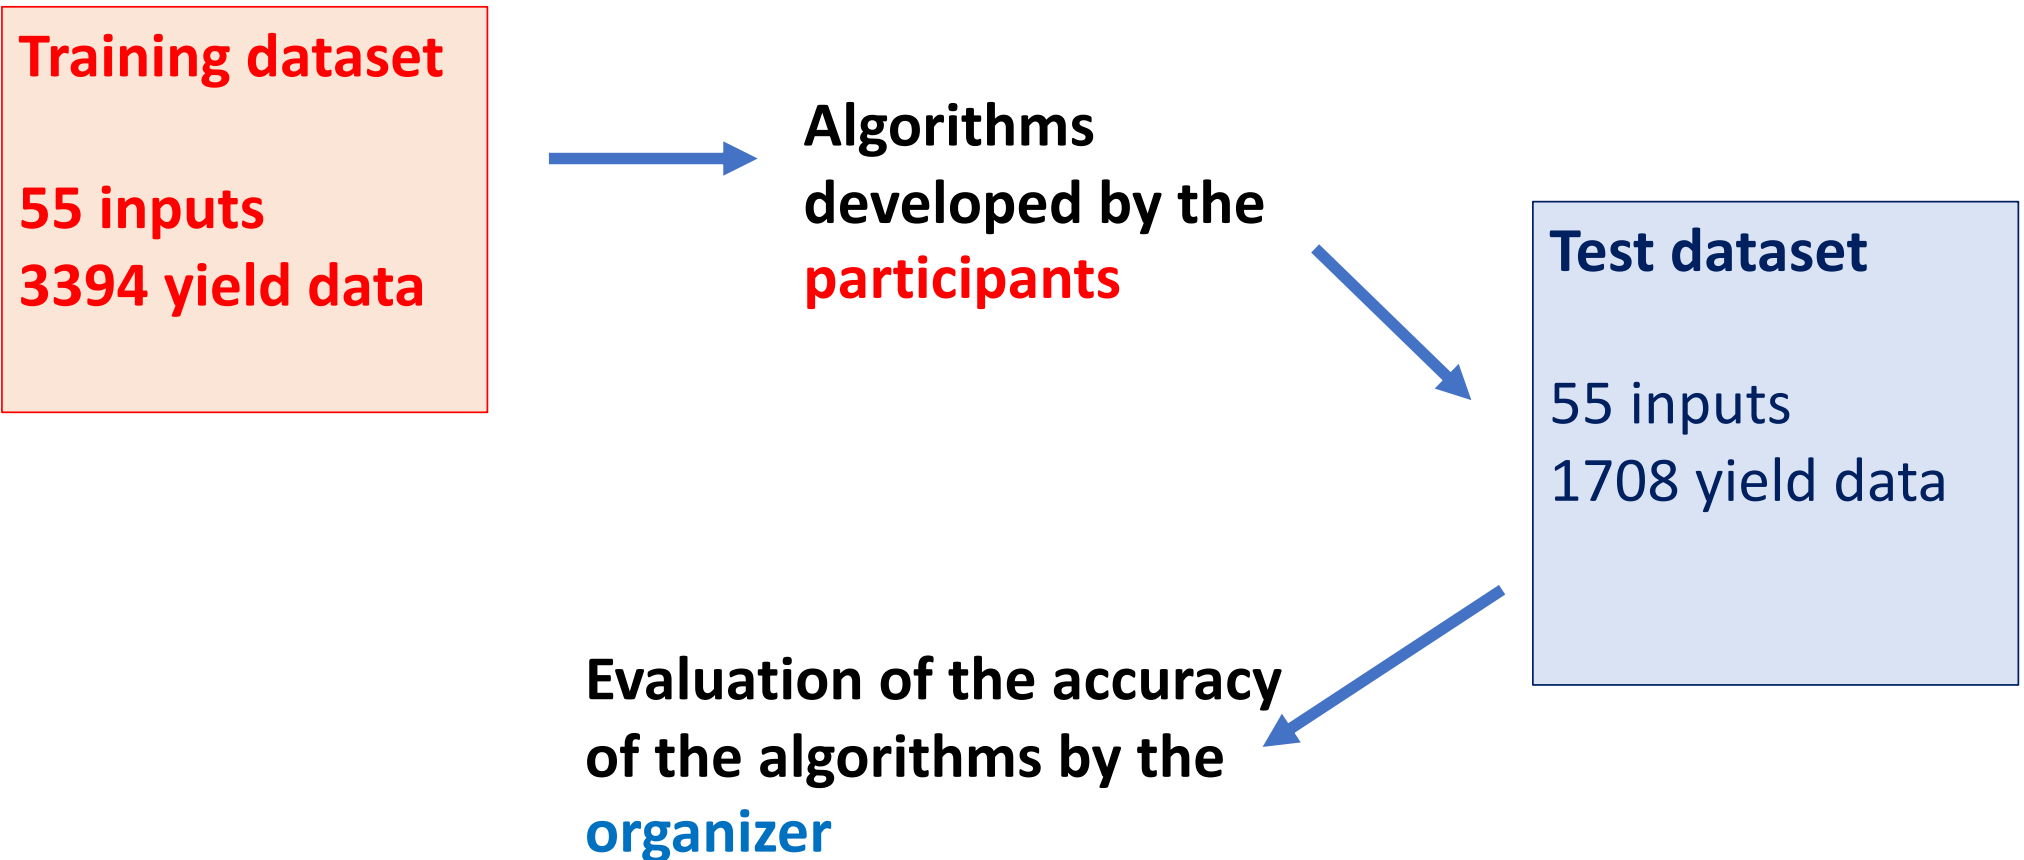 Training dataset
55 inputs
3394 yield data
Algorithms
developed by the
participants
Test dataset
55 inputs
1708 yield data
Evaluation of the accuracy
of the algorithms by the
organizer